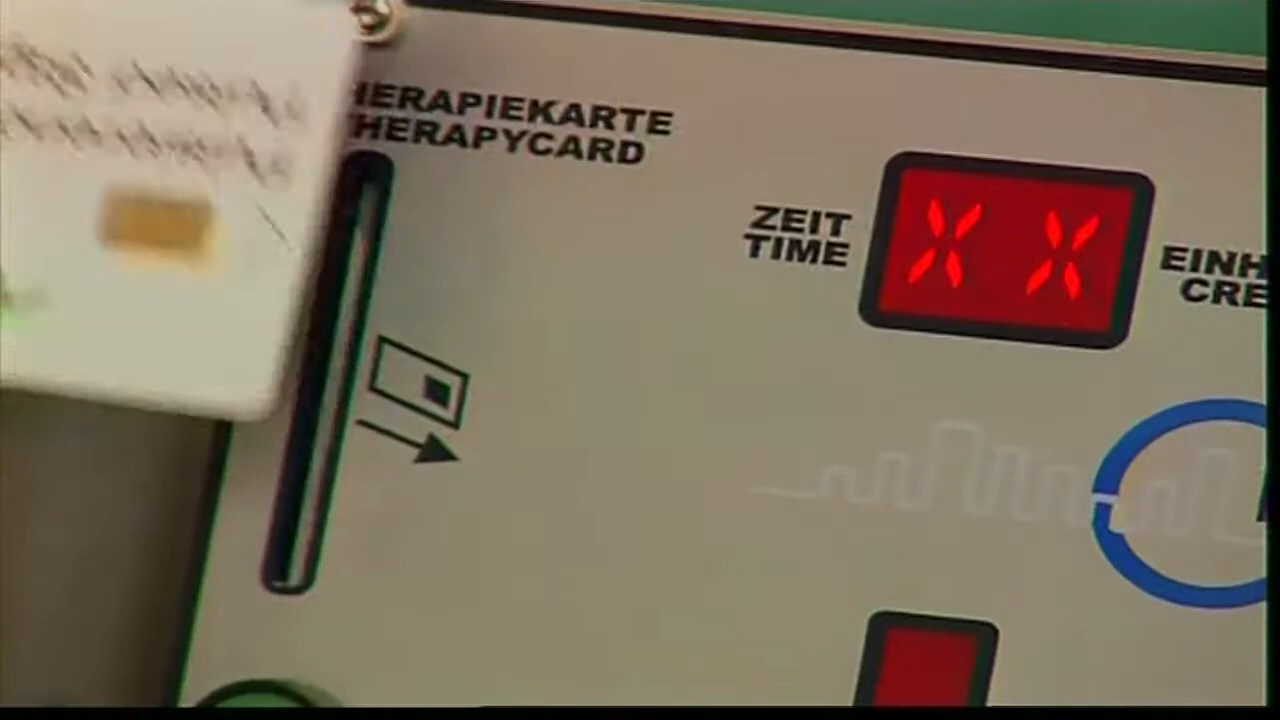 HERAPIEKARTE
HERAPYCARD
ZEIT
TIME
X X
EINH
CRE